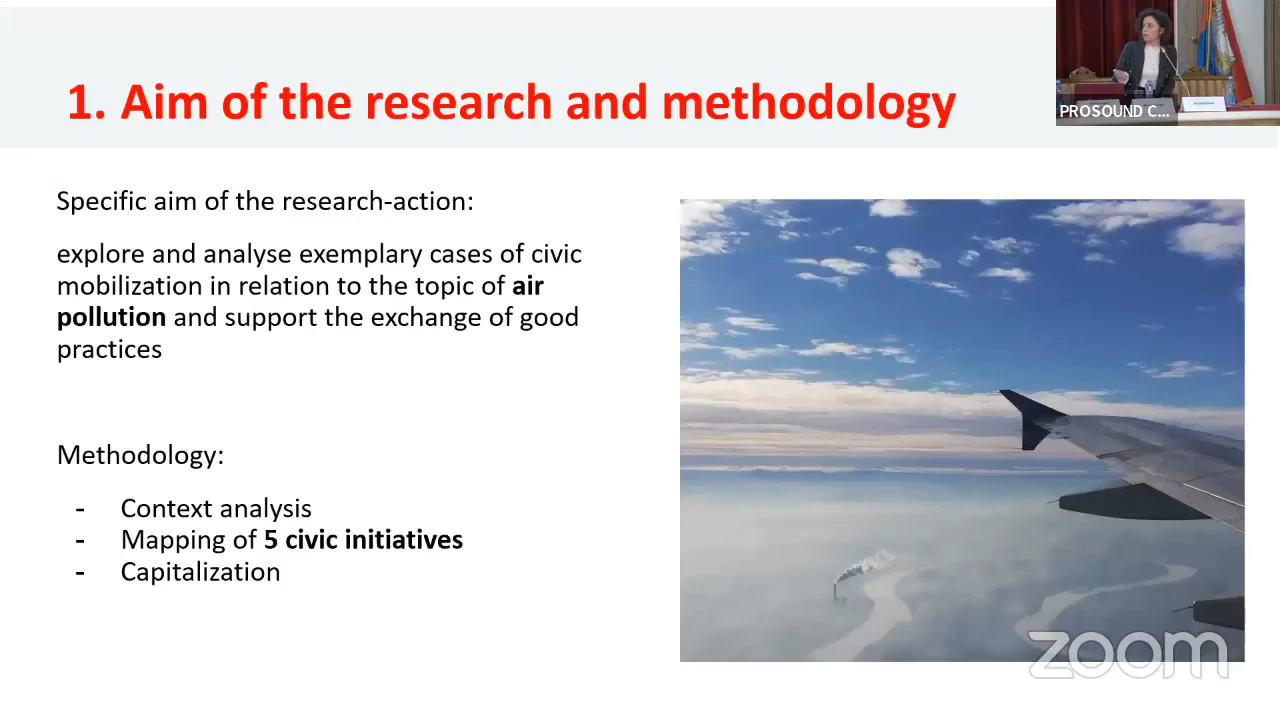 1. Aim of the research and methodology
PROSOUND C...
Specific aim of the research-action:
explore and analyse exemplary cases of civic
mobilization in relation to the topic of air
pollution and support the exchange of good
practices
Methodology:
- Context analysis
- Mapping of 5 civic initiatives
- Capitalization
zoom